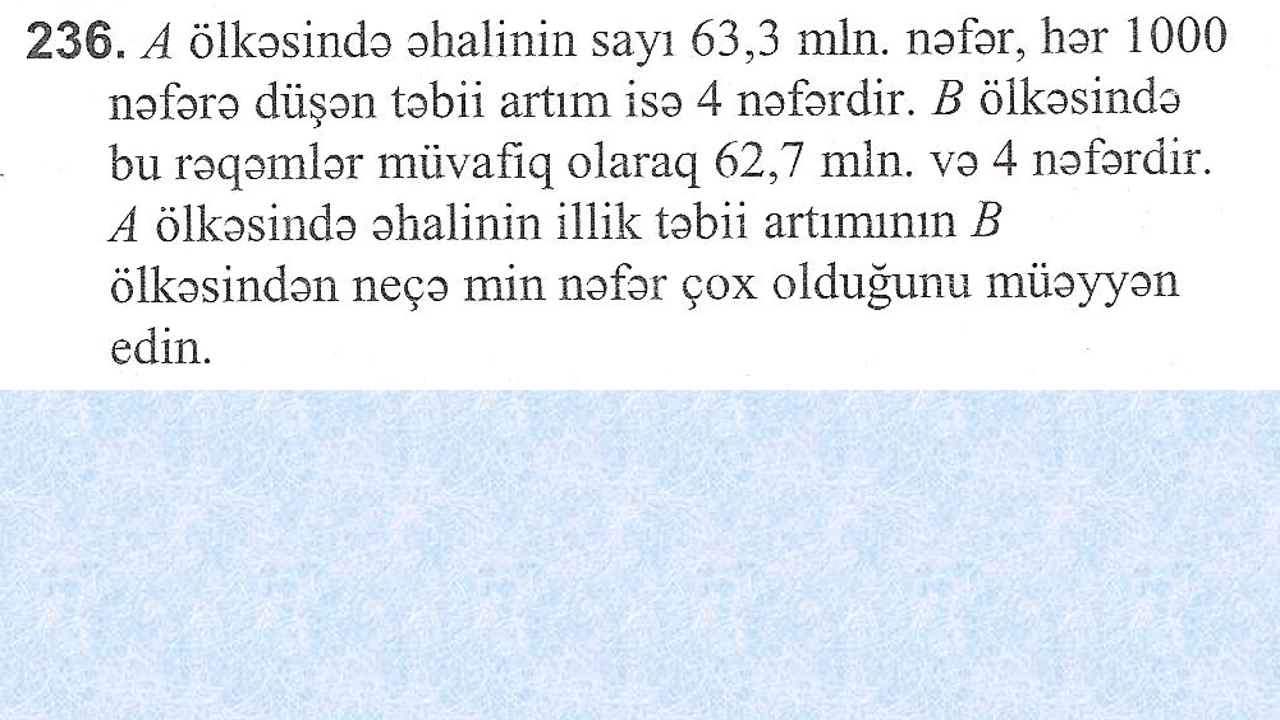 236. A ölkəsində əhalinin sayı 63,3 mln. nəfər, hər 1000
nəfərə düşən təbii artım isə 4 nəfərdir. B ölkəsində
bu rəqəmlər müvafiq olaraq 62,7 mln. və 4 nəfərdir.
A ölkəsində əhalinin illik təbii artımının B
ölkəsindən neçə min nəfər çox olduğunu müəyyən
edin.